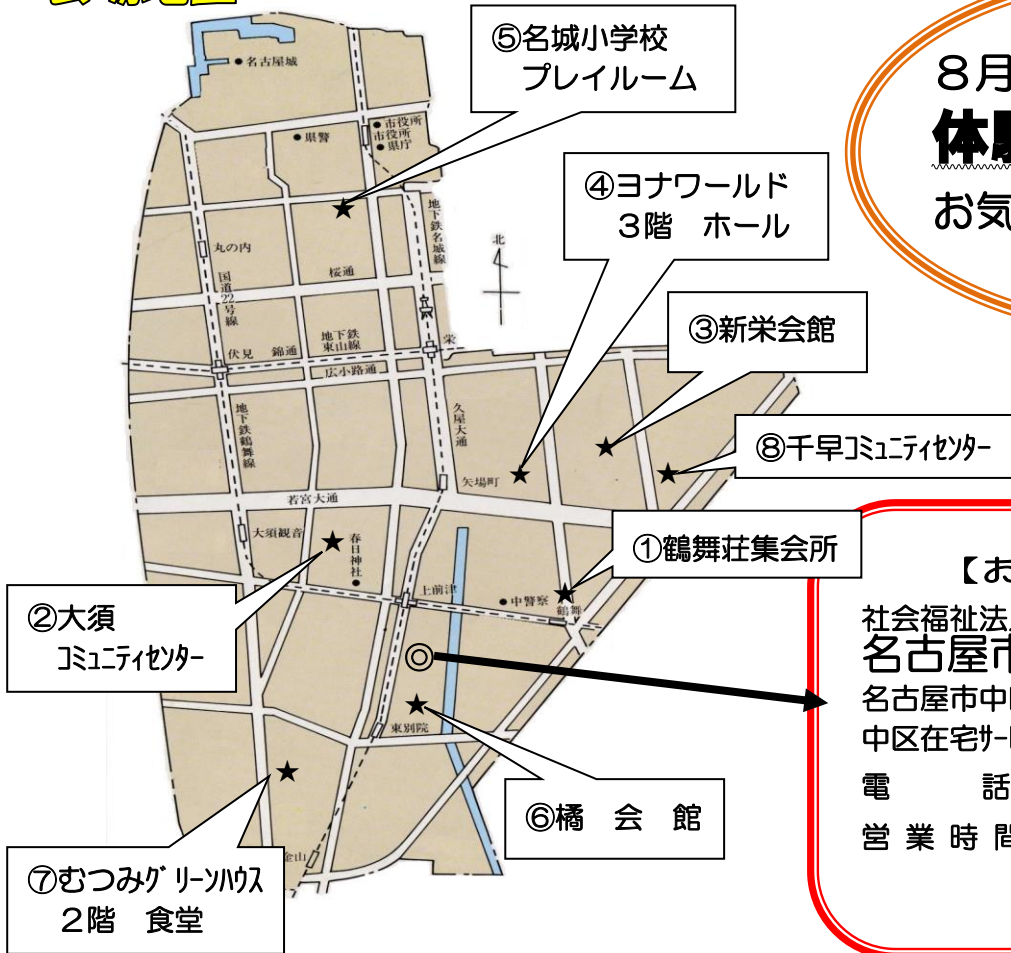 ⑤名城小学校
プレイルーム
８月
お気
④ヨナワールド
３階　ホール
③新栄会館
⑧千早コミュニティセンター
①鶴舞荘集会所
②大須
コミュニティセンター
⑥橘　会　館
⑦むつみグリーンハウス
２階　食堂
名古屋城
県警
市役所
市役所
県庁
地下鉄名城線
北
丸の内
国道22号線
桜通
地下鉄
東山線
栄
伏見
錦通
広小路通
地下鉄鶴舞線
久屋大通
矢場町
若宮大通
大須観音
春日神社
上前津
中警察
鶴舞
東別院
金山
【お
社会福祉法
名古屋市
名古屋市中
中区在宅サー
電　　　話
営 業 時 間